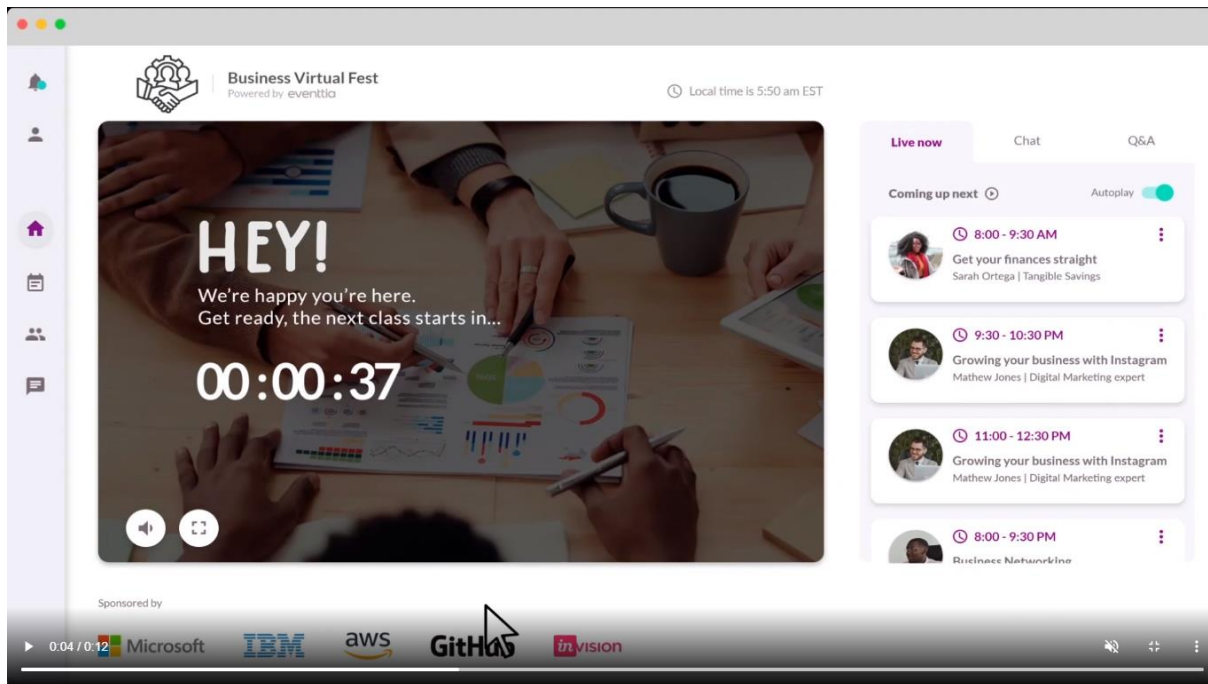 Business Virtual Fest
Powered by eventtia
Local time is 5:50 am EST
HEY!
We're happy you're here.
Get ready, the next class starts in...
00:00:37
Live now
Chat
Q&A
Coming up next
Autoplay
8:00 - 9:30 AM
Get your finances straight
Sarah Ortega | Tangible Savings
9:30 - 10:30 PM
Growing your business with Instagram
Mathew Jones | Digital Marketing expert
11:00 - 12:30 PM
Growing your business with Instagram
Mathew Jones | Digital Marketing expert
8:00 - 9:30 PM
Business Networking
Sponsored by
Microsoft
IBM
aws
GitHub
invision
0:04 / 0:12